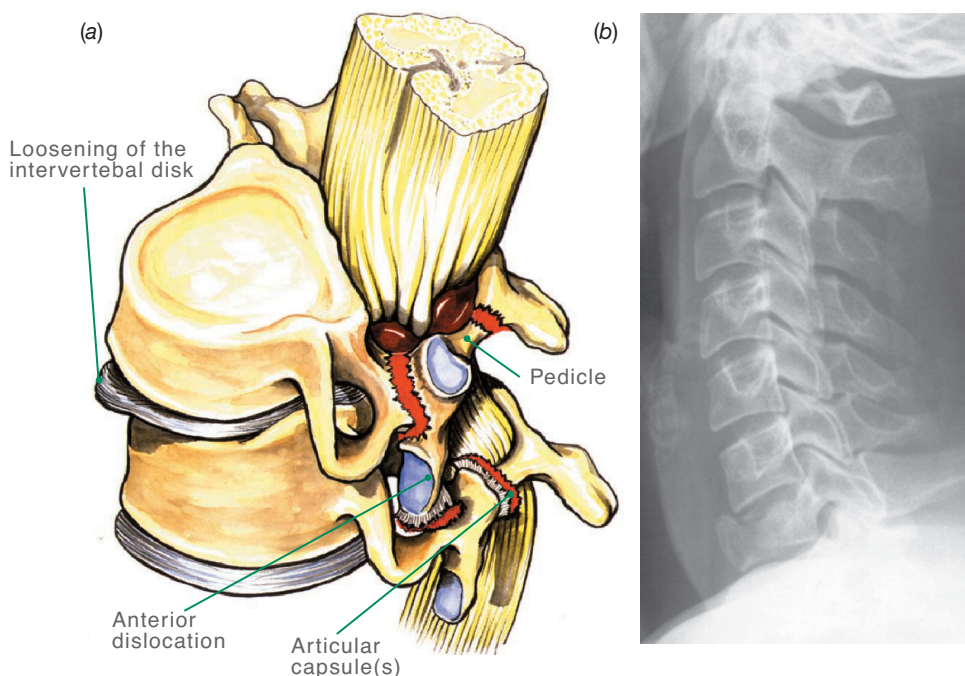 (a)
(b)
Loosening of the
intervertebal disk
Pedicle
Anterior
dislocation
Articular
capsule(s)